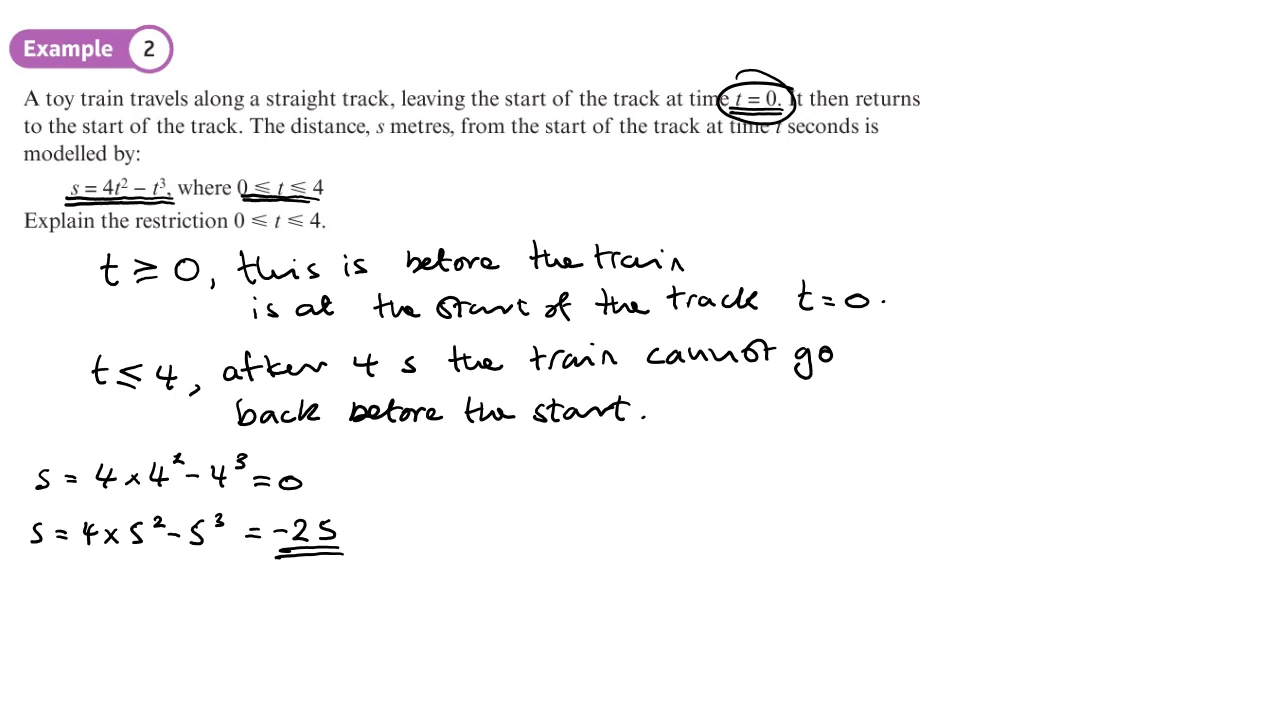 Example 2
A toy train travels along a straight track, leaving the start of the track at time t = 0. It then returns
to the start of the track. The distance, s metres, from the start of the track at time t seconds is
modelled by:
s = 4t² − t³, where 0 ⩽ t ⩽ 4
Explain the restriction 0 ⩽ t ⩽ 4.
t ≥ 0, this is before the train
is at the start of the track t = 0.
t ≤ 4, after 4 s the train cannot go
back before the start.
s = 4 × 4² − 4³ = 0
s = 4 × 5² − 5³ = −25